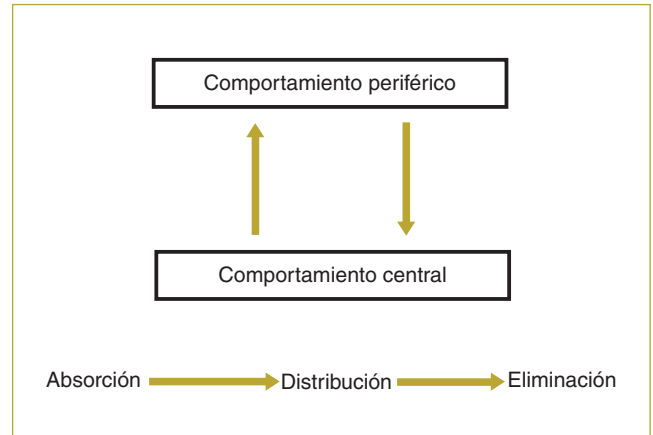 Comportamiento periférico
Comportamiento central
Absorción Distribución Eliminación